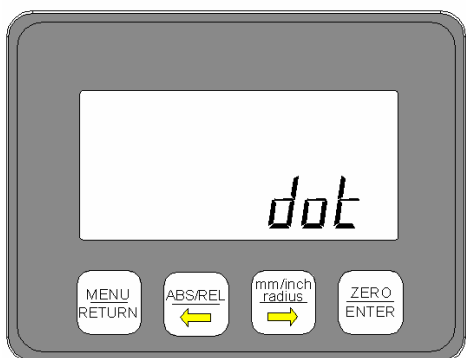 dot
MENU
RETURN
ABS/REL
mm/inch
radius
ZERO
ENTER